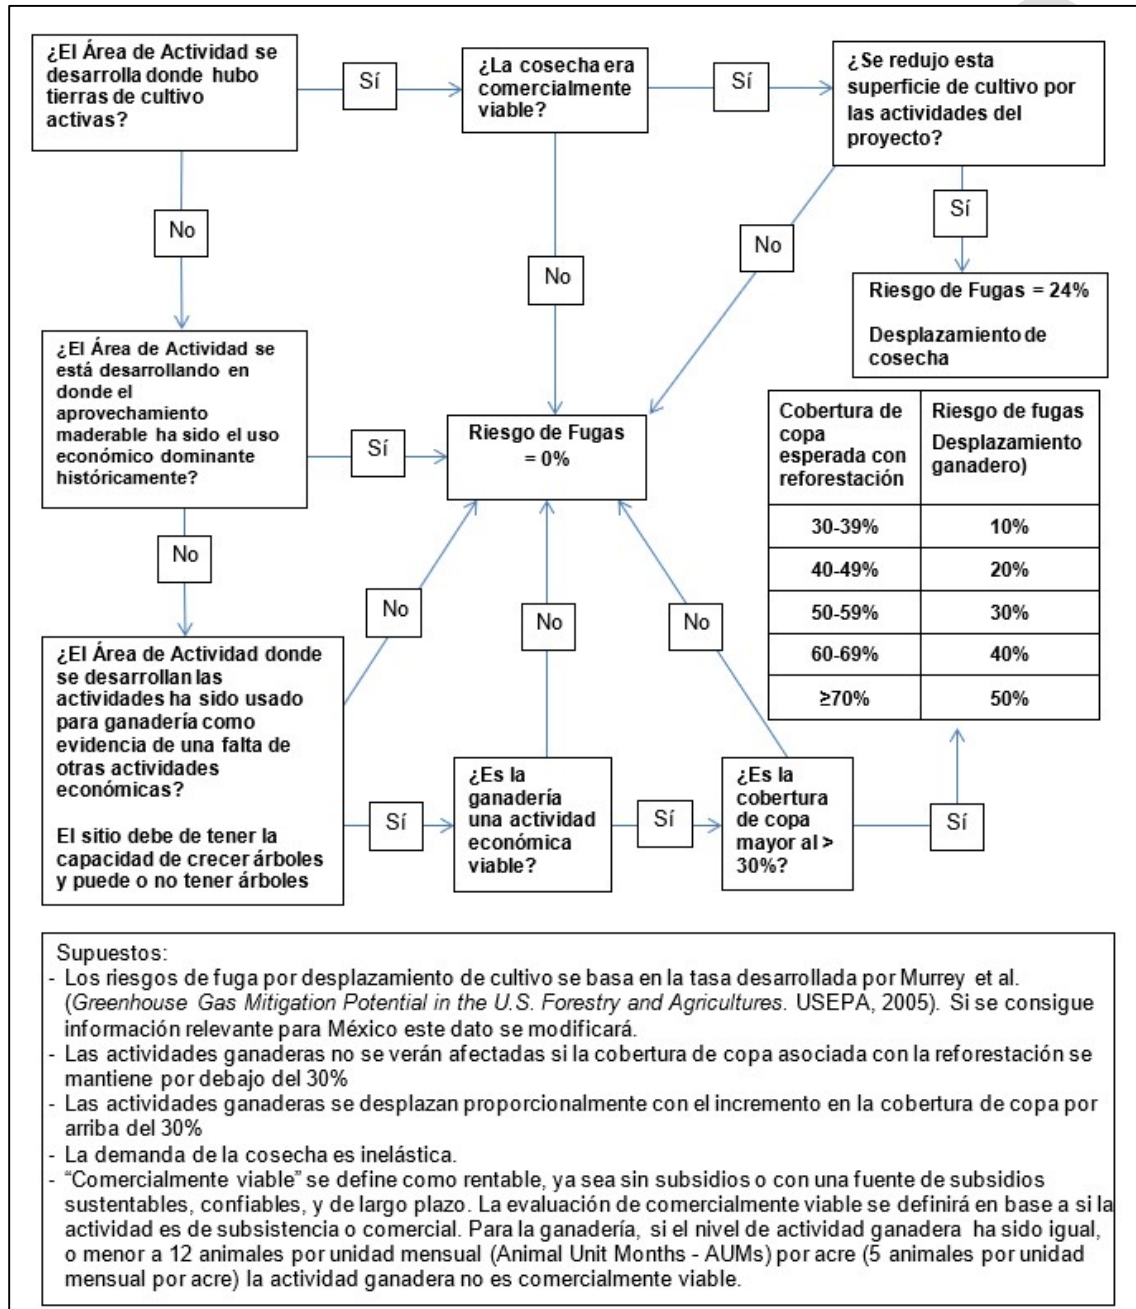 ¿El Área de Actividad se
desarrolla donde hubo
tierras de cultivo
activas?
Sí
¿La cosecha era
comercialmente
viable?
Sí
¿Se redujo esta
superficie de cultivo por
las actividades del
proyecto?
No
No
No
Sí
Riesgo de Fugas = 24%
Desplazamiento de
cosecha
¿El Área de Actividad se
está desarrollando en
donde el
aprovechamiento
maderable ha sido el uso
económico dominante
históricamente?
Sí
Riesgo de Fugas
= 0%
Cobertura de
copa
esperada con
reforestación
Riesgo de fugas
Desplazamiento
ganadero)
30-39% 10%
40-49% 20%
50-59% 30%
60-69% 40%
≥70% 50%
No
No
No
No
¿El Área de Actividad donde
se desarrollan las
actividades ha sido usado
para ganadería como
evidencia de una falta de
otras actividades
económicas?
El sitio debe de tener la
capacidad de crecer árboles
y puede o no tener árboles
Sí
¿Es la
ganadería
una actividad
económica
viable?
Sí
¿Es la
cobertura
de copa
mayor al >
30%?
Sí
Supuestos:
- Los riesgos de fuga por desplazamiento de cultivo se basa en la tasa desarrollada por Murrey et al.
(Greenhouse Gas Mitigation Potential in the U.S. Forestry and Agricultures. USEPA, 2005). Si se consigue
información relevante para México este dato se modificará.
- Las actividades ganaderas no se verán afectadas si la cobertura de copa asociada con la reforestación se
mantiene por debajo del 30%
- Las actividades ganaderas se desplazan proporcionalmente con el incremento en la cobertura de copa por
arriba del 30%
- La demanda de la cosecha es inelástica.
- “Comercialmente viable” se define como rentable, ya sea sin subsidios o con una fuente de subsidios
sustentables, confiables, y de largo plazo. La evaluación de comercialmente viable se definirá en base a si la
actividad es de subsistencia o comercial. Para la ganadería, si el nivel de actividad ganadera ha sido igual,
o menor a 12 animales por unidad mensual (Animal Unit Months - AUMs) por acre (5 animales por unidad
mensual por acre) la actividad ganadera no es comercialmente viable.